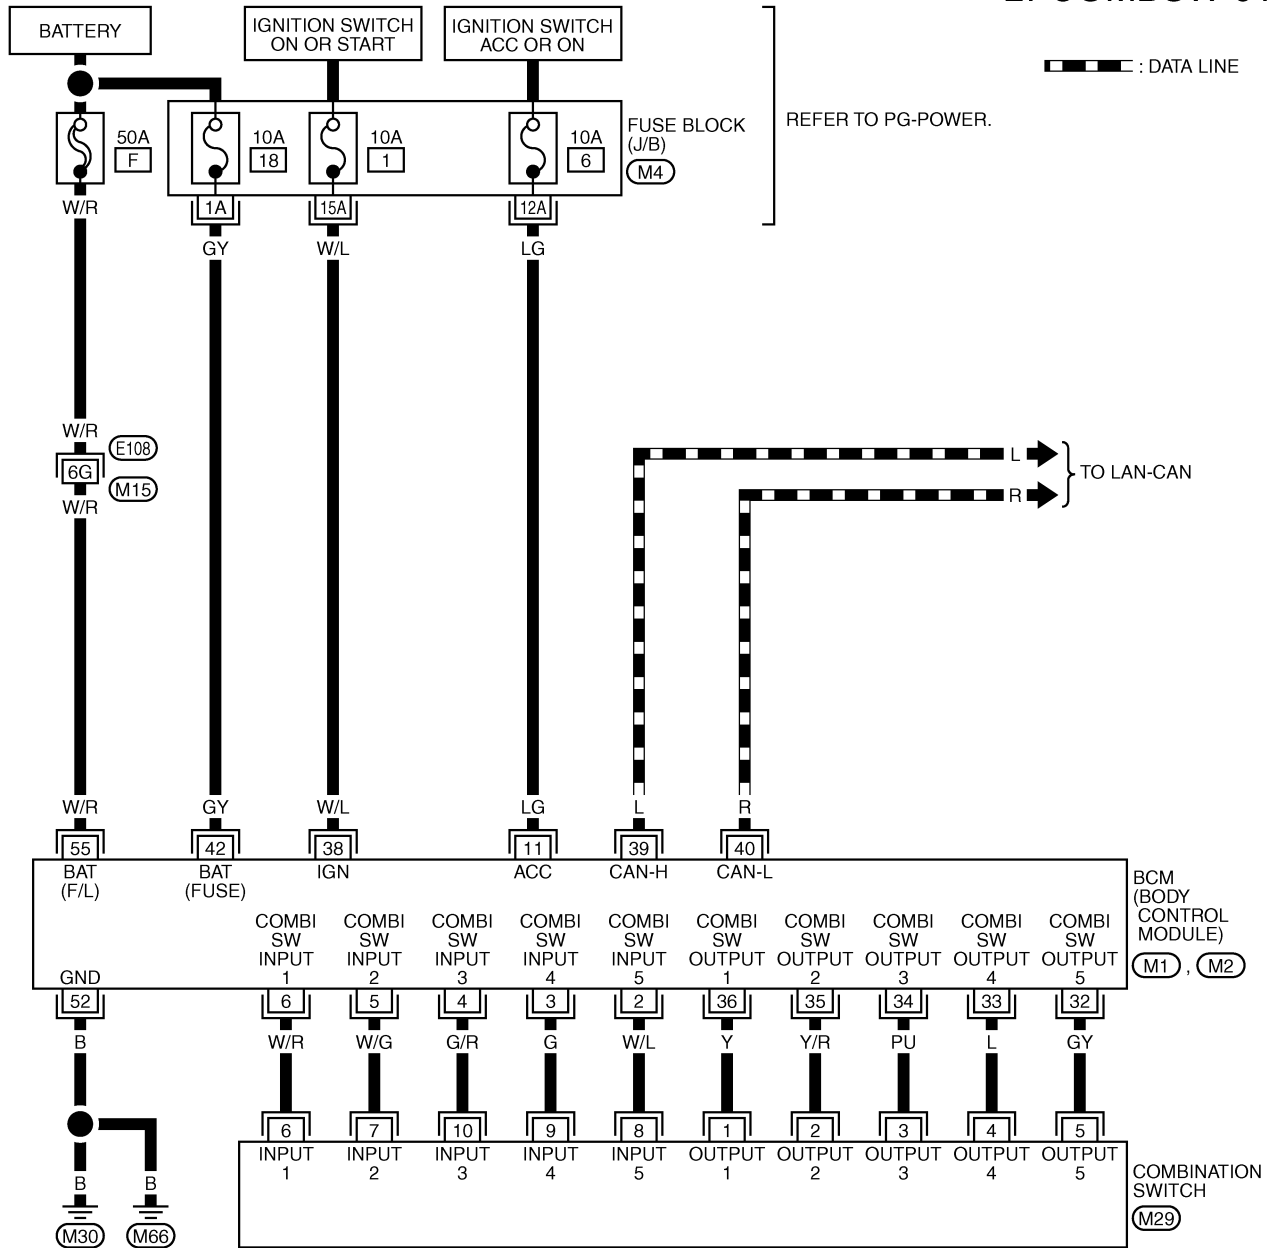 BATTERY
IGNITION SWITCH
ON OR START
IGNITION SWITCH
ACC OR ON
: DATA LINE
REFER TO PG-POWER.
50A
F
10A
18
10A
1
10A
6
FUSE BLOCK
(J/B)
M4
1A
15A
12A
W/R
GY
W/L
LG
W/R
E108
6G
M15
W/R
L
R
TO LAN-CAN
W/R
GY
W/L
LG
L
R
55
42
38
11
39
40
BAT
(F/L)
BAT
(FUSE)
IGN
ACC
CAN-H
CAN-L
BCM
(BODY
CONTROL
MODULE)
M1 , M2
COMBI
SW
INPUT
1
COMBI
SW
INPUT
2
COMBI
SW
INPUT
3
COMBI
SW
INPUT
4
COMBI
SW
INPUT
5
COMBI
SW
OUTPUT
1
COMBI
SW
OUTPUT
2
COMBI
SW
OUTPUT
3
COMBI
SW
OUTPUT
4
COMBI
SW
OUTPUT
5
GND
52
6
5
4
3
2
36
35
34
33
32
B
W/R
W/G
G/R
G
W/L
Y
Y/R
PU
L
GY
6
7
10
9
8
1
2
3
4
5
INPUT
1
INPUT
2
INPUT
3
INPUT
4
INPUT
5
OUTPUT
1
OUTPUT
2
OUTPUT
3
OUTPUT
4
OUTPUT
5
COMBINATION
SWITCH
M29
B
B
M30
M66